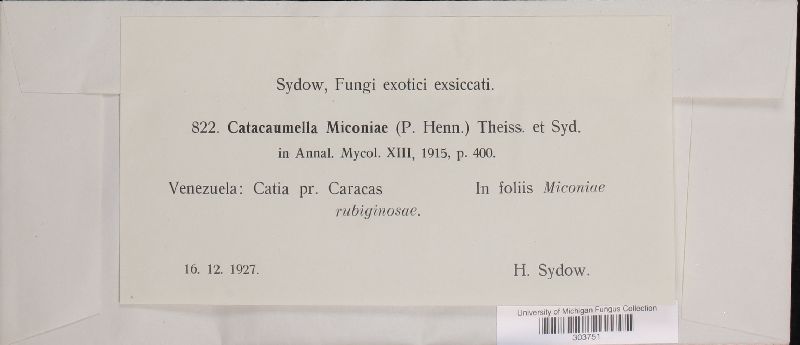 Sydow, Fungi exotici exsiccati.
822. Catacaumella Miconiae (P. Henn.) Theiss. et Syd.
in Annal. Mycol. XIII, 1915, p. 400.
Venezuela: Catia pr. Caracas In foliis Miconiae
rubiginosae.
16. 12. 1927. H. Sydow.
University of Michigan Fungus Collection
303751